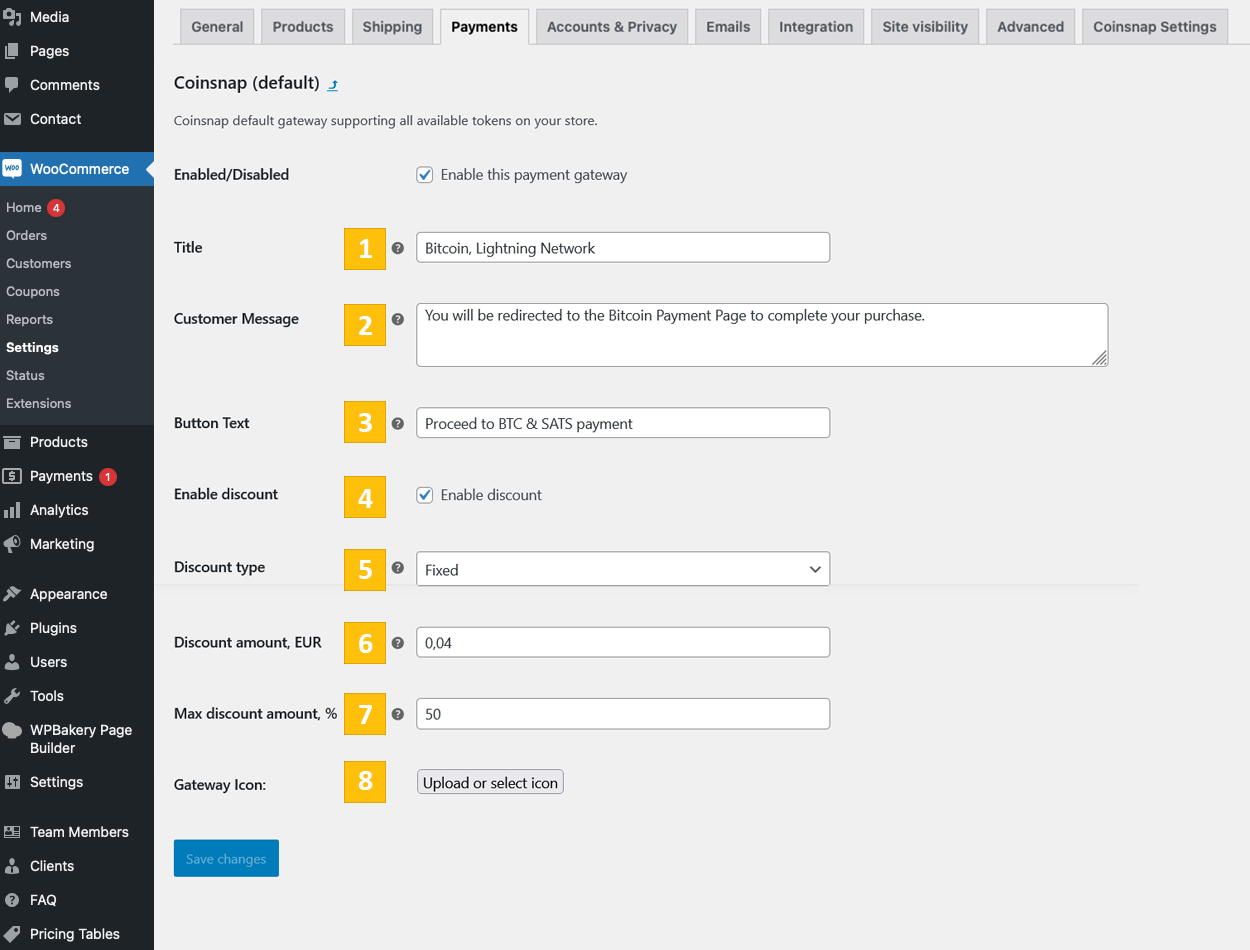 Media
Pages
Comments
Contact
WooCommerce
Home 4
Orders
Customers
Coupons
Reports
Settings
Status
Extensions
Products
Payments 1
Analytics
Marketing
Appearance
Plugins
Users
Tools
WPBakery Page
Builder
Settings
Team Members
Clients
FAQ
Pricing Tables
General Products Shipping Payments Accounts & Privacy Emails Integration Site visibility Advanced Coinsnap Settings
Coinsnap (default)
Coinsnap default gateway supporting all available tokens on your store.
Enabled/Disabled Enable this payment gateway
Title 1 ? Bitcoin, Lightning Network
Customer Message 2 ? You will be redirected to the Bitcoin Payment Page to complete your purchase.
Button Text 3 ? Proceed to BTC & SATS payment
Enable discount 4 Enable discount
Discount type 5 ? Fixed
Discount amount, EUR 6 ? 0,04
Max discount amount, % 7 ? 50
Gateway Icon: 8 Upload or select icon
Save changes